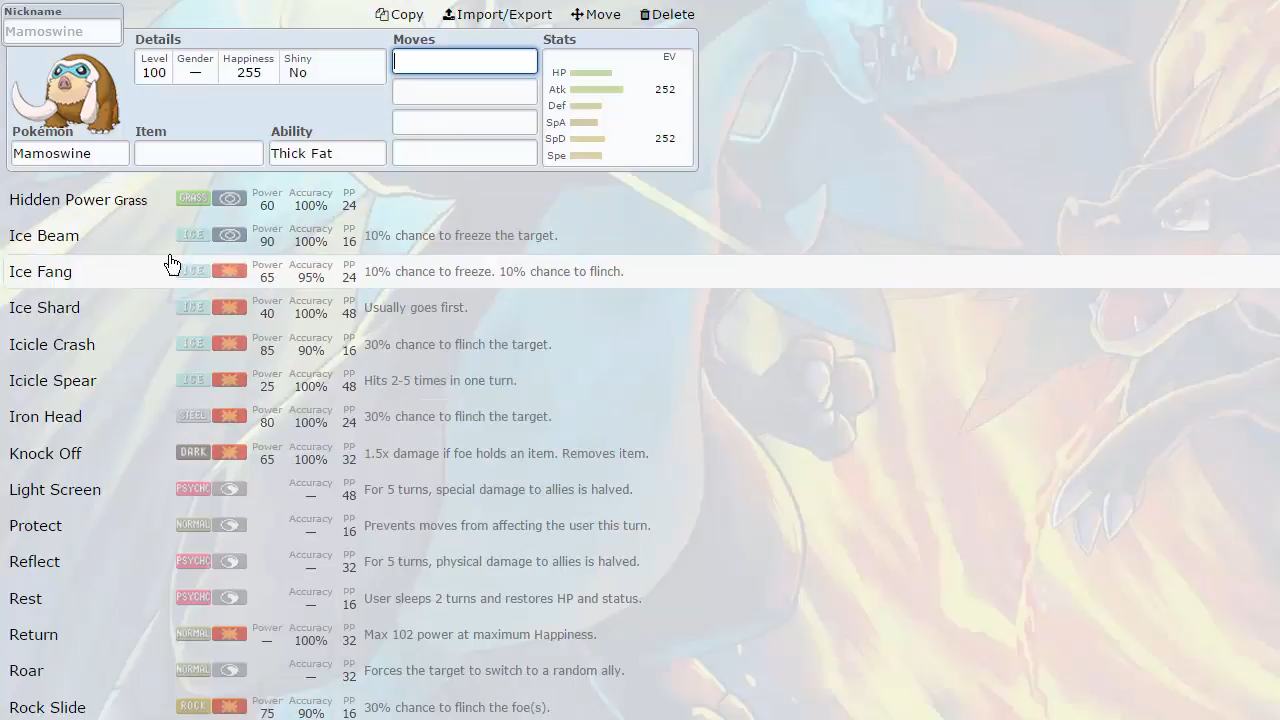 Nickname
Mamoswine
Copy Import/Export Move Delete
Details
Level Gender Happiness Shiny
100 — 255 No
Moves
Stats
EV
HP
Atk 252
Def
SpA
SpD 252
Spe
Pokémon Item Ability
Mamoswine Thick Fat
Hidden Power Grass GRASS Power 60 Accuracy 100% PP 24
Ice Beam ICE Power 90 Accuracy 100% PP 16 10% chance to freeze the target.
Ice Fang ICE Power 65 Accuracy 95% PP 24 10% chance to freeze. 10% chance to flinch.
Ice Shard ICE Power 40 Accuracy 100% PP 48 Usually goes first.
Icicle Crash ICE Power 85 Accuracy 90% PP 16 30% chance to flinch the target.
Icicle Spear ICE Power 25 Accuracy 100% PP 48 Hits 2-5 times in one turn.
Iron Head STEEL Power 80 Accuracy 100% PP 24 30% chance to flinch the target.
Knock Off DARK Power 65 Accuracy 100% PP 32 1.5x damage if foe holds an item. Removes item.
Light Screen PSYCHC Accuracy — PP 48 For 5 turns, special damage to allies is halved.
Protect NORMAL Accuracy — PP 16 Prevents moves from affecting the user this turn.
Reflect PSYCHC Accuracy — PP 32 For 5 turns, physical damage to allies is halved.
Rest PSYCHC Accuracy — PP 16 User sleeps 2 turns and restores HP and status.
Return NORMAL Power — Accuracy 100% PP 32 Max 102 power at maximum Happiness.
Roar NORMAL Accuracy — PP 32 Forces the target to switch to a random ally.
Rock Slide ROCK Power 75 Accuracy 90% PP 16 30% chance to flinch the foe(s).